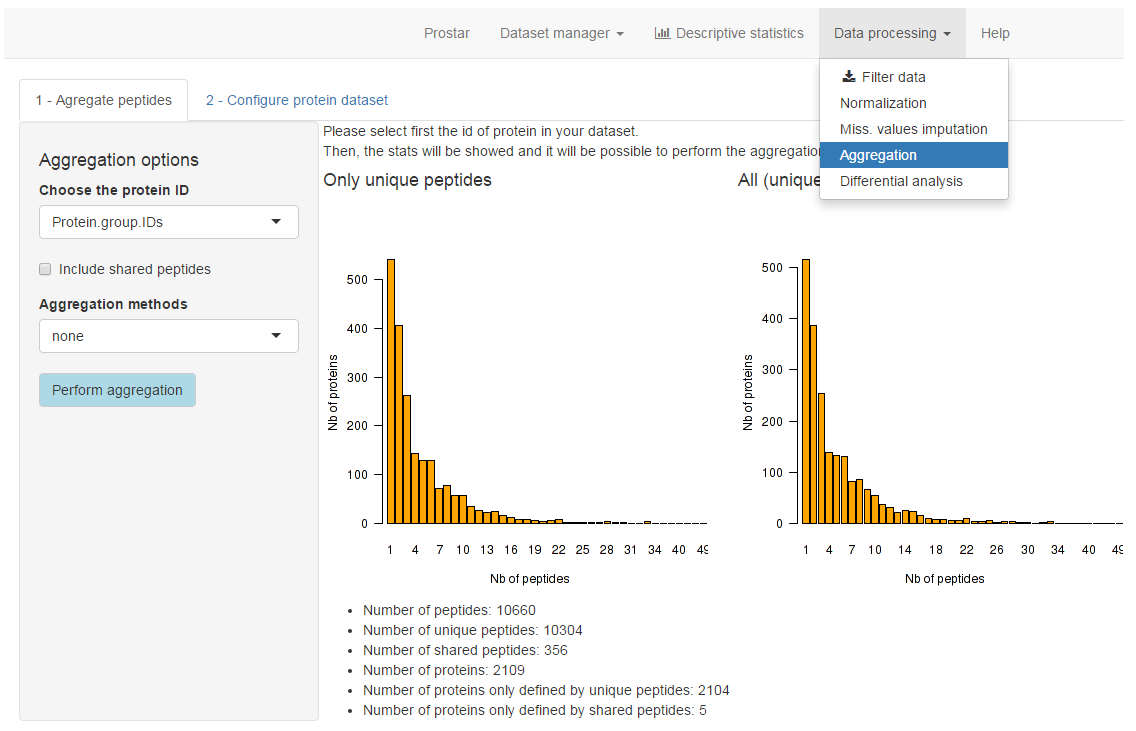 Prostar Dataset manager Descriptive statistics Data processing Help
Filter data
Normalization
Miss. values imputation
Aggregation
Differential analysis
1 - Agregate peptides 2 - Configure protein dataset
Aggregation options
Choose the protein ID
Protein.group.IDs
Include shared peptides
Aggregation methods
none
Perform aggregation
Please select first the id of protein in your dataset.
Then, the stats will be showed and it will be possible to perform the aggregation
Only unique peptides
Nb of proteins
500
400
300
200
100
0
1 4 7 10 13 16 19 22 25 28 31 34 40 49
Nb of peptides
All (unique
Nb of proteins
500
400
300
200
100
0
1 4 7 10 14 18 22 26 30 34 40 49
Nb of peptides
Number of peptides: 10660
Number of unique peptides: 10304
Number of shared peptides: 356
Number of proteins: 2109
Number of proteins only defined by unique peptides: 2104
Number of proteins only defined by shared peptides: 5